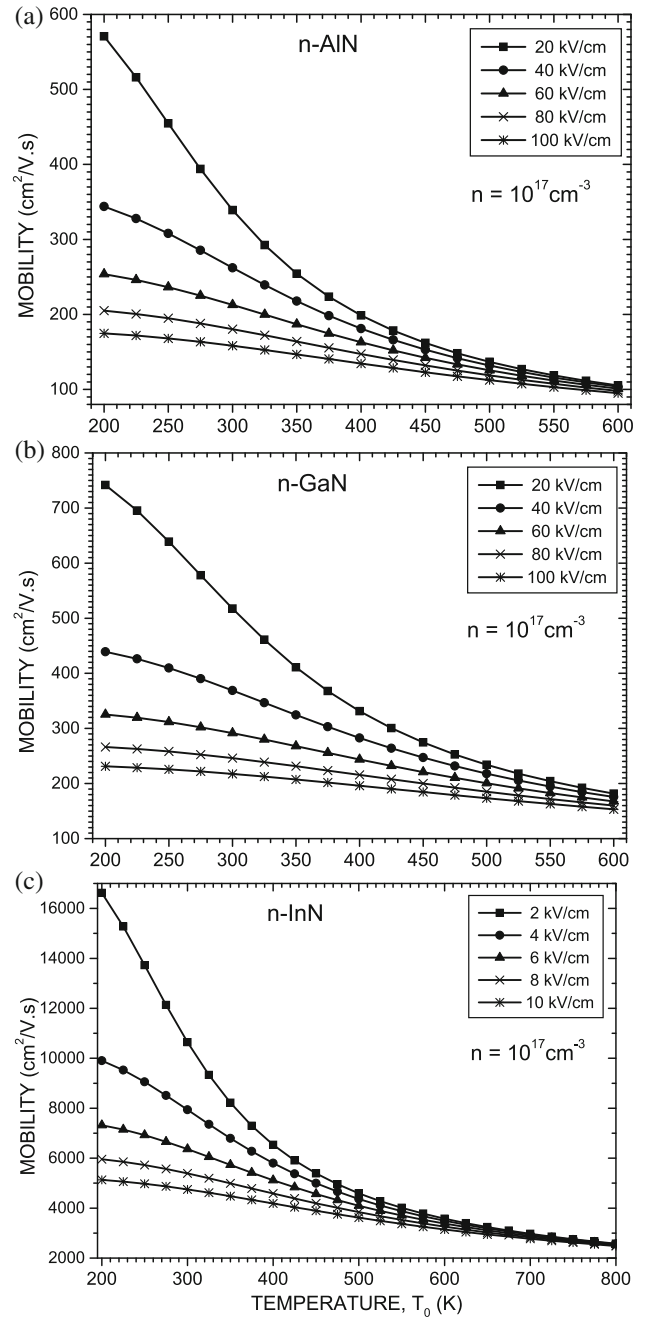 (a)
n-AlN
20 kV/cm
40 kV/cm
60 kV/cm
80 kV/cm
100 kV/cm
n = 10¹⁷cm⁻³
MOBILITY (cm²/V.s)
600
500
400
300
200
100
200 250 300 350 400 450 500 550 600
(b)
n-GaN
20 kV/cm
40 kV/cm
60 kV/cm
80 kV/cm
100 kV/cm
n = 10¹⁷cm⁻³
MOBILITY (cm²/V.s)
800
700
600
500
400
300
200
100
200 250 300 350 400 450 500 550 600
(c)
n-InN
2 kV/cm
4 kV/cm
6 kV/cm
8 kV/cm
10 kV/cm
n = 10¹⁷cm⁻³
MOBILITY (cm²/V.s)
16000
14000
12000
10000
8000
6000
4000
2000
200 300 400 500 600 700 800
TEMPERATURE, T₀ (K)